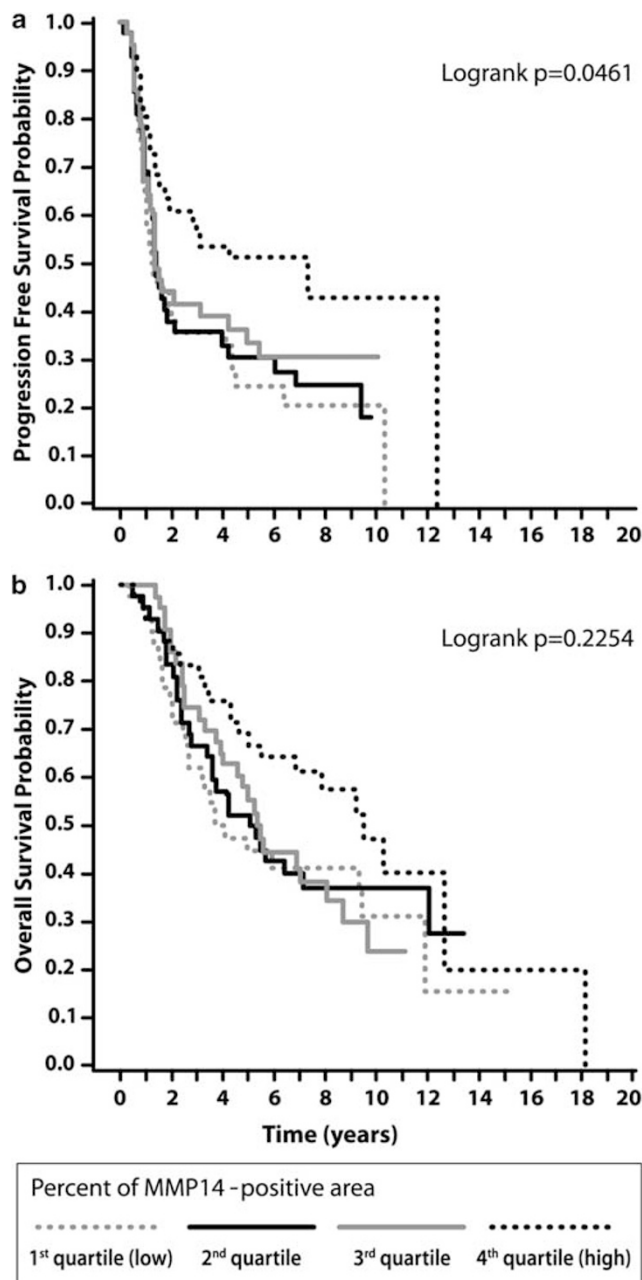 a
Progression Free Survival Probability
1.0
0.9
0.8
0.7
0.6
0.5
0.4
0.3
0.2
0.1
0.0
Logrank p=0.0461
0 2 4 6 8 10 12 14 16 18 20
b
Overall Survival Probability
1.0
0.9
0.8
0.7
0.6
0.5
0.4
0.3
0.2
0.1
0.0
Logrank p=0.2254
0 2 4 6 8 10 12 14 16 18 20
Time (years)
Percent of MMP14 -positive area
1st quartile (low) 2nd quartile 3rd quartile 4th quartile (high)